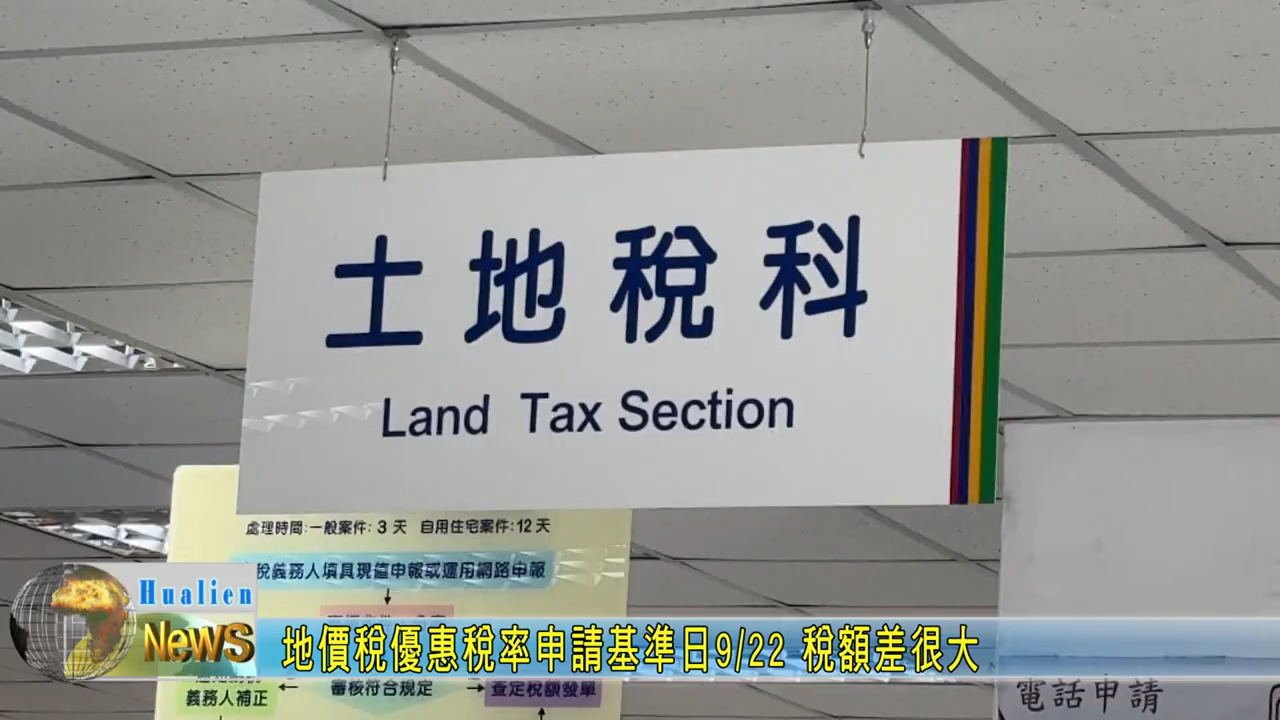 土地稅科
Land Tax Section
處理時間:一般案件:3天 自用住宅案件:12天
稅義務人填具現值申報或運用網路申報
Hualien
NewS
地價稅優惠稅率申請基準日9/22 稅額差很大
義務人補正
審核符合規定
查定稅額發單
電話申請